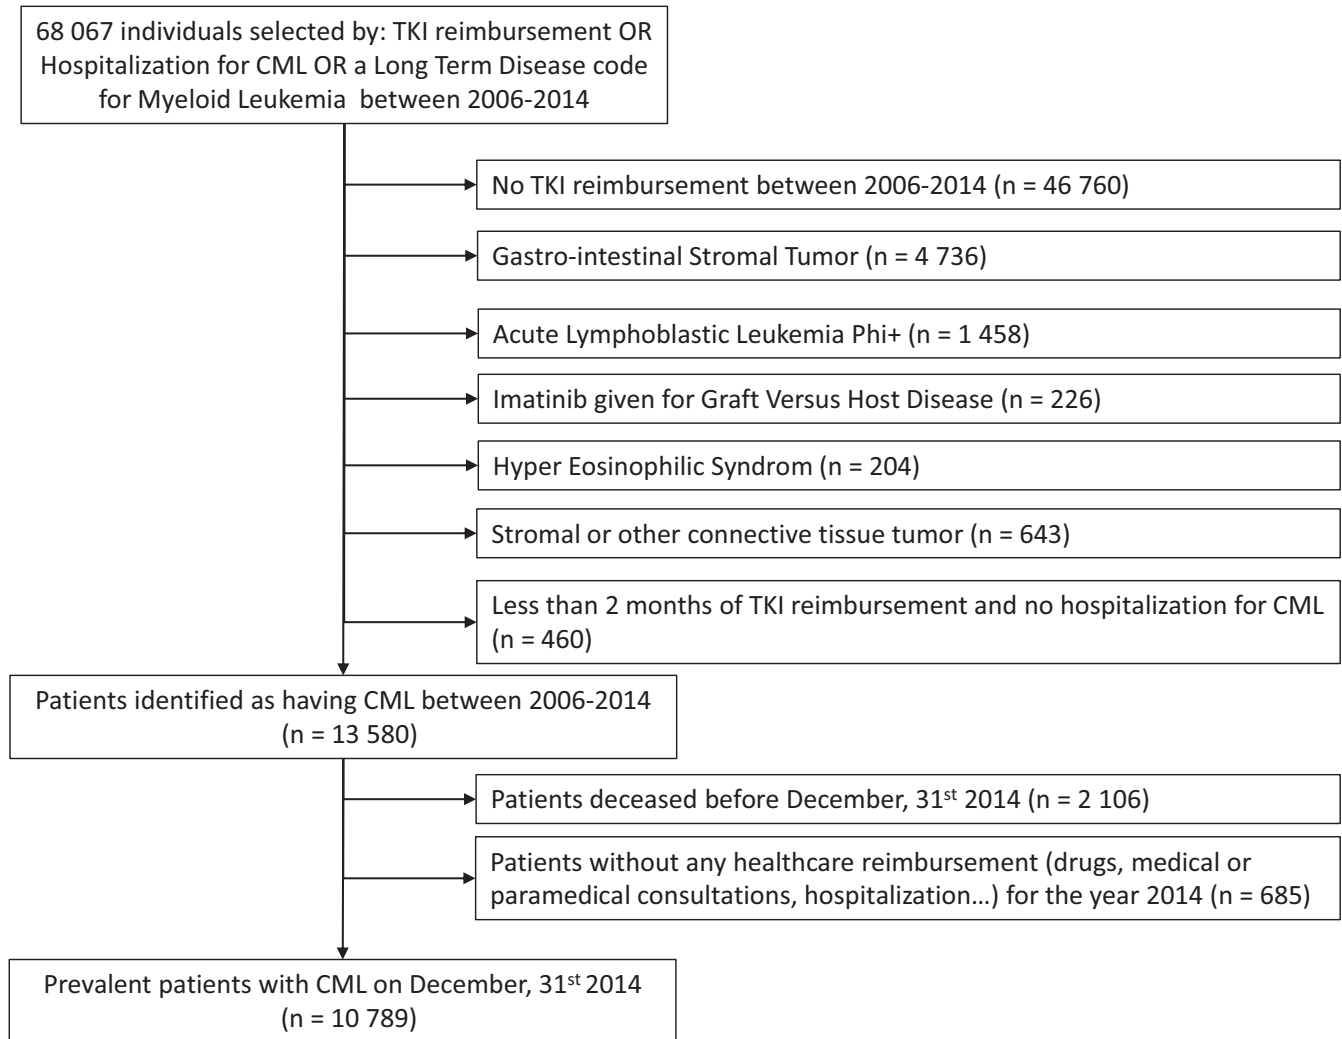 68 067 individuals selected by: TKI reimbursement OR
Hospitalization for CML OR a Long Term Disease code
for Myeloid Leukemia between 2006-2014
No TKI reimbursement between 2006-2014 (n = 46 760)
Gastro-intestinal Stromal Tumor (n = 4 736)
Acute Lymphoblastic Leukemia Phi+ (n = 1 458)
Imatinib given for Graft Versus Host Disease (n = 226)
Hyper Eosinophilic Syndrom (n = 204)
Stromal or other connective tissue tumor (n = 643)
Less than 2 months of TKI reimbursement and no hospitalization for CML
(n = 460)
Patients identified as having CML between 2006-2014
(n = 13 580)
Patients deceased before December, 31st 2014 (n = 2 106)
Patients without any healthcare reimbursement (drugs, medical or
paramedical consultations, hospitalization…) for the year 2014 (n = 685)
Prevalent patients with CML on December, 31st 2014
(n = 10 789)